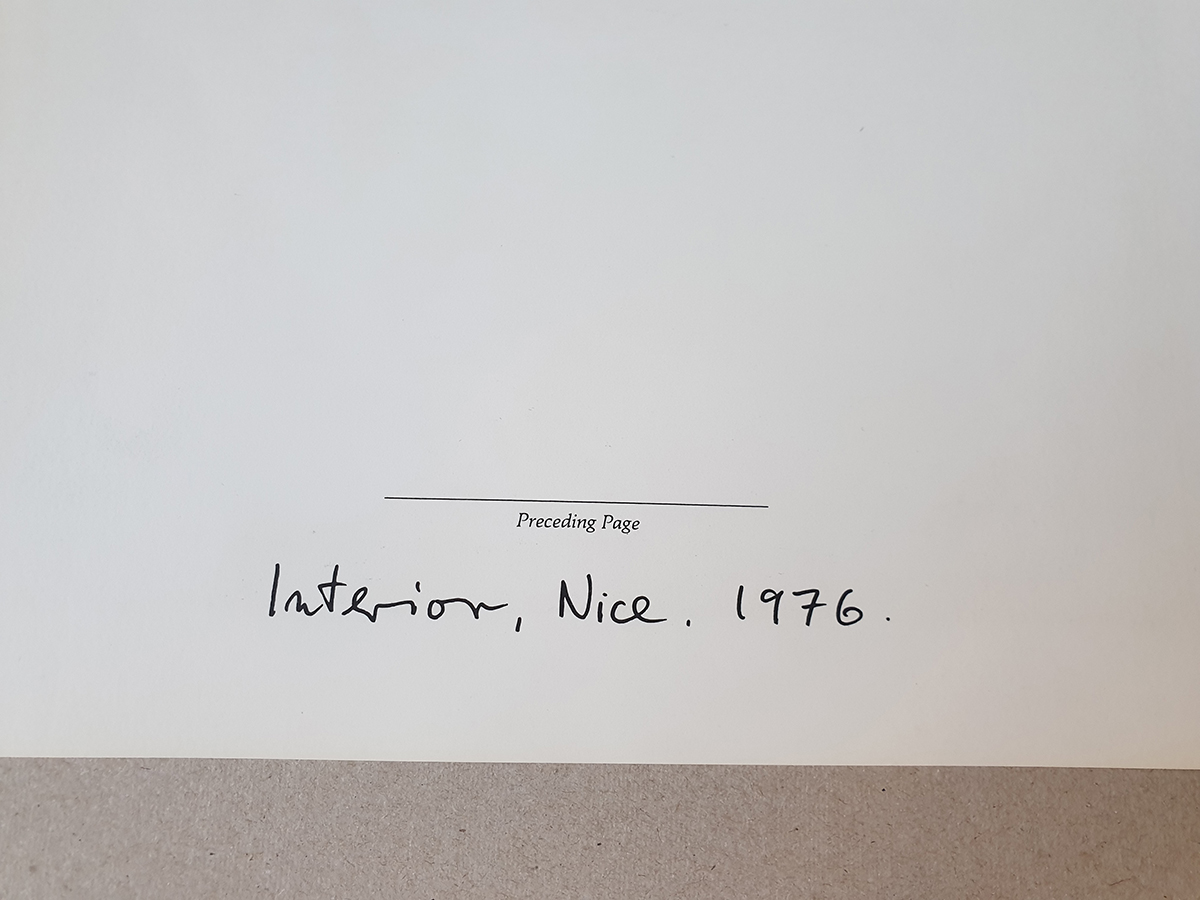 Preceding Page
Interior, Nice. 1976.